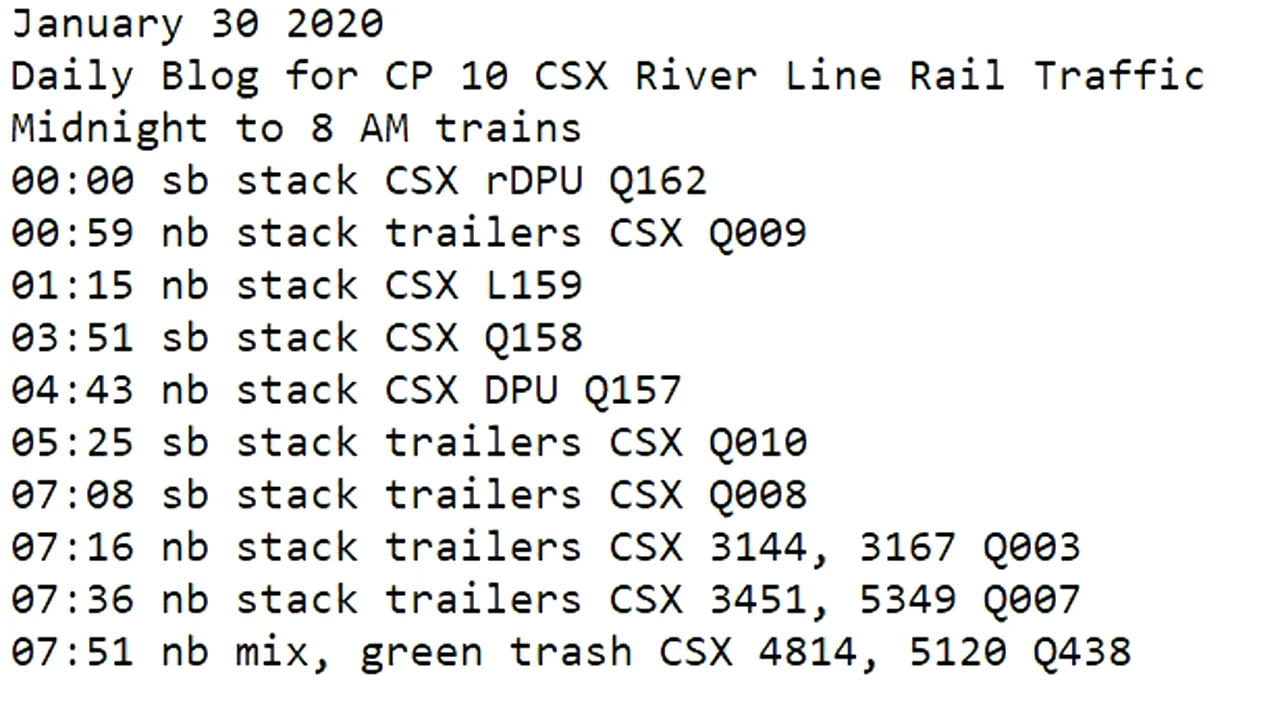 January 30 2020
Daily Blog for CP 10 CSX River Line Rail Traffic
Midnight to 8 AM trains
00:00 sb stack CSX rDPU Q162
00:59 nb stack trailers CSX Q009
01:15 nb stack CSX L159
03:51 sb stack CSX Q158
04:43 nb stack CSX DPU Q157
05:25 sb stack trailers CSX Q010
07:08 sb stack trailers CSX Q008
07:16 nb stack trailers CSX 3144, 3167 Q003
07:36 nb stack trailers CSX 3451, 5349 Q007
07:51 nb mix, green trash CSX 4814, 5120 Q438